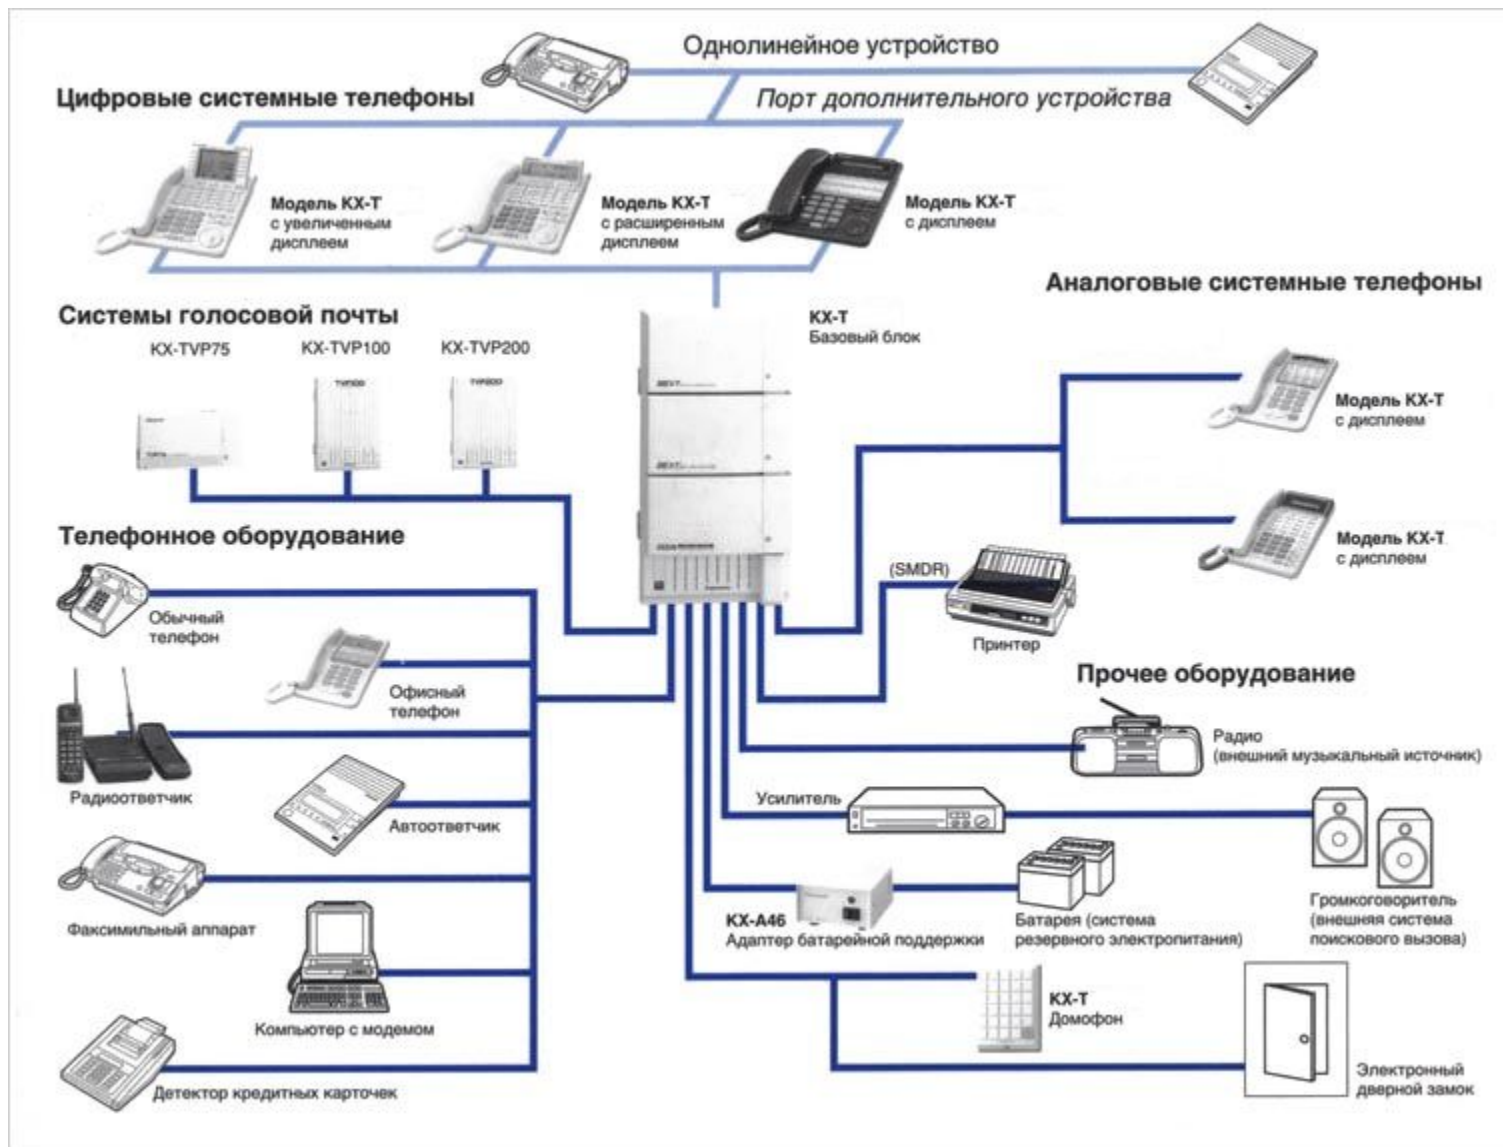 Однолинейное устройство
Цифровые системные телефоны
Порт дополнительного устройства
Модель KX-T
с увеличенным
дисплеем
Модель KX-T
с расширенным
дисплеем
Модель KX-T
с дисплеем
Аналоговые системные телефоны
Системы голосовой почты
KX-T
Базовый блок
KX-TVP75
KX-TVP100
KX-TVP200
TVP100
TVP200
Модель KX-T
с дисплеем
Модель KX-T
с дисплеем
Телефонное оборудование
(SMDR)
Принтер
Обычный
телефон
Офисный
телефон
Прочее оборудование
Радио
(внешний музыкальный источник)
Радиоответчик
Усилитель
Автоответчик
Громкоговоритель
(внешняя система
поискового вызова)
KX-A46
Адаптер батарейной поддержки
Батарея (система
резервного электропитания)
Факсимильный аппарат
KX-T
Домофон
Компьютер с модемом
Электронный
дверной замок
Детектор кредитных карточек